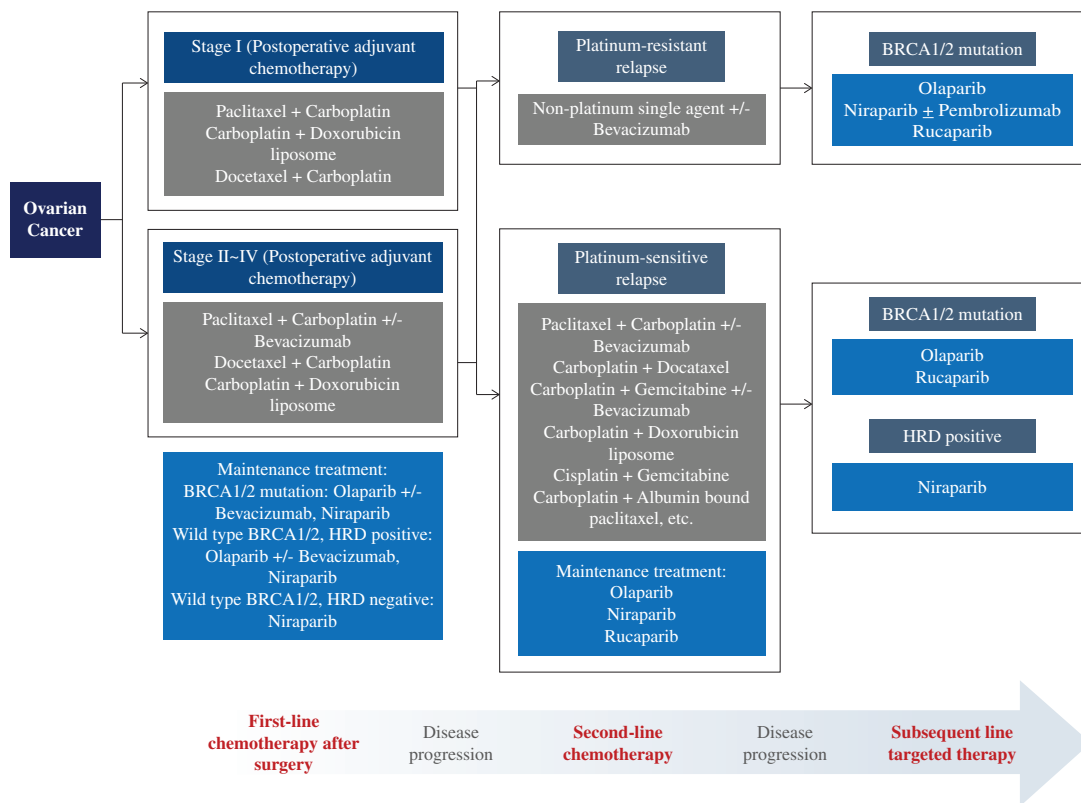 Ovarian
Cancer
Stage I (Postoperative adjuvant
chemotherapy)
Paclitaxel + Carboplatin
Carboplatin + Doxorubicin
liposome
Docetaxel + Carboplatin
Stage II~IV (Postoperative adjuvant
chemotherapy)
Paclitaxel + Carboplatin +/-
Bevacizumab
Docetaxel + Carboplatin
Carboplatin + Doxorubicin
liposome
Maintenance treatment:
BRCA1/2 mutation: Olaparib +/-
Bevacizumab, Niraparib
Wild type BRCA1/2, HRD positive:
Olaparib +/- Bevacizumab,
Niraparib
Wild type BRCA1/2, HRD negative:
Niraparib
Platinum-resistant
relapse
Non-platinum single agent +/-
Bevacizumab
Platinum-sensitive
relapse
Paclitaxel + Carboplatin +/-
Bevacizumab
Carboplatin + Docataxel
Carboplatin + Gemcitabine +/-
Bevacizumab
Carboplatin + Doxorubicin
liposome
Cisplatin + Gemcitabine
Carboplatin + Albumin bound
paclitaxel, etc.
Maintenance treatment:
Olaparib
Niraparib
Rucaparib
BRCA1/2 mutation
Olaparib
Niraparib ± Pembrolizumab
Rucaparib
BRCA1/2 mutation
Olaparib
Rucaparib
HRD positive
Niraparib
First-line
chemotherapy after
surgery
Disease
progression
Second-line
chemotherapy
Disease
progression
Subsequent line
targeted therapy